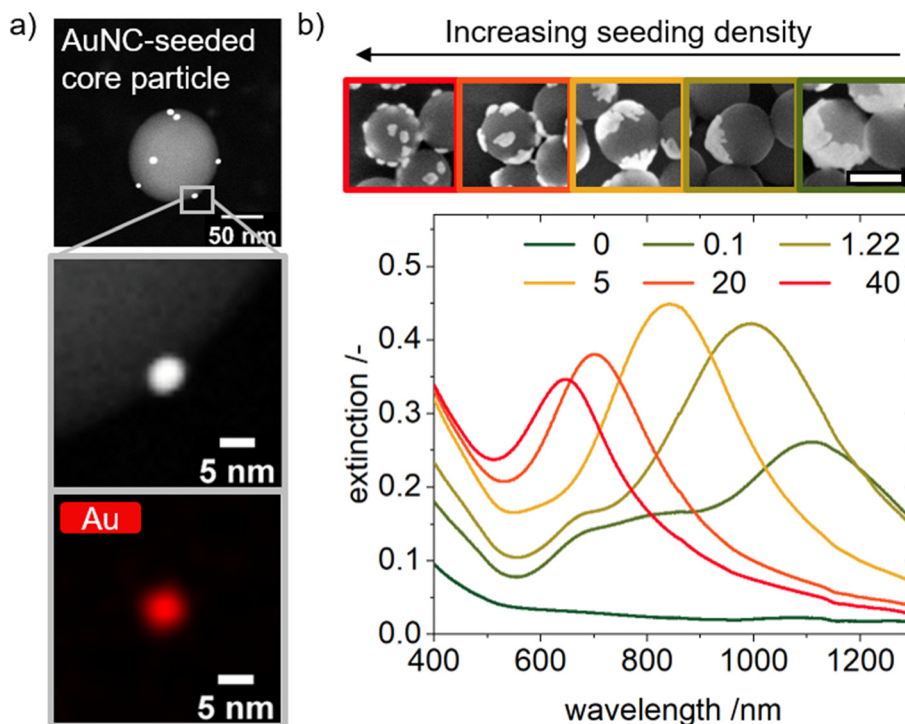 a)
AuNC-seeded
core particle
50 nm
5 nm
Au
5 nm
b)
Increasing seeding density
0 0.1 1.22
5 20 40
extinction /-
0.5
0.4
0.3
0.2
0.1
0.0
400 600 800 1000 1200
wavelength /nm